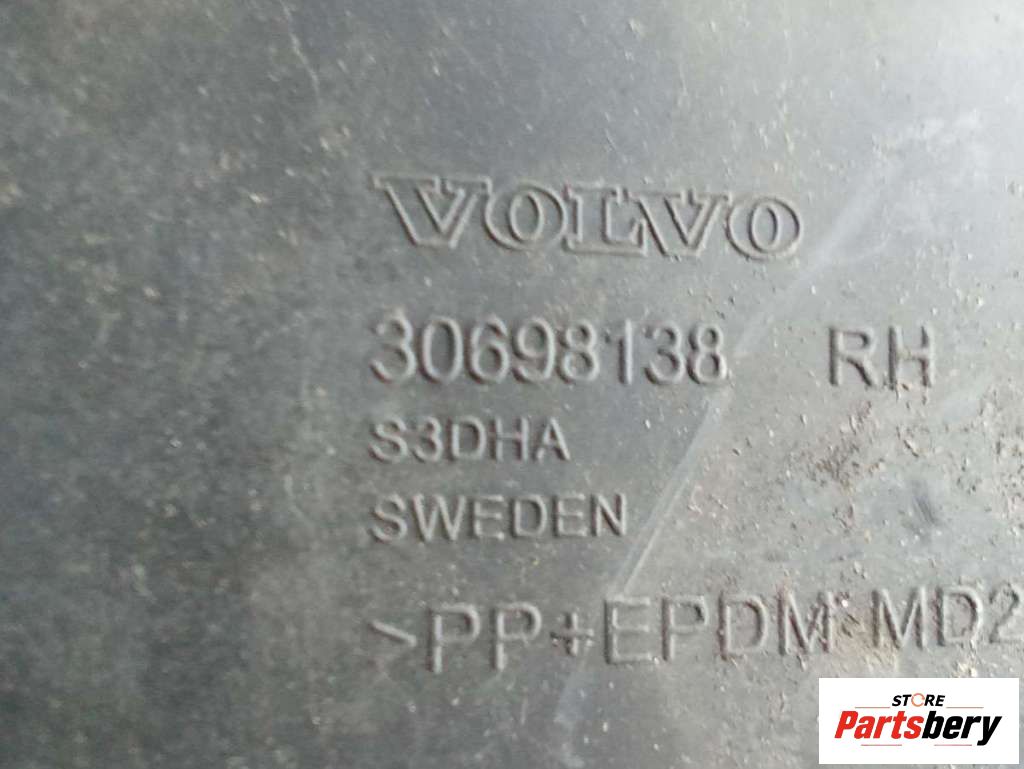 VOLVO
30698138 RH
S3DHA
SWEDEN
>PP+EPDM MD2
STORE
Partsbery